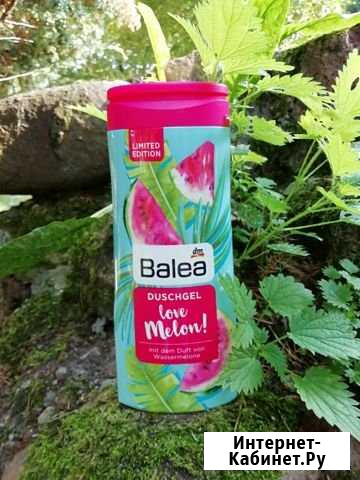 LIMITED
EDITION
dm
Balea
DUSCHGEL
love
Melon!
mit dem Duft von
Wassermelone
Интернет-
Кабинет.Ру